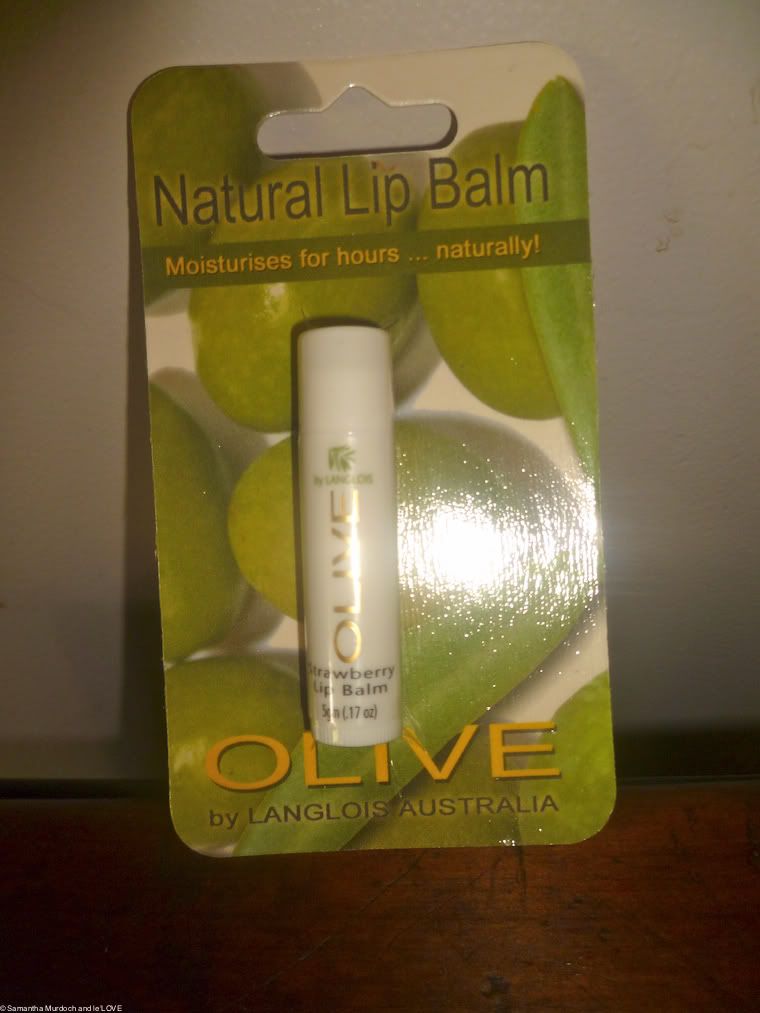 Natural Lip Balm
Moisturises for hours ... naturally!
by LANGLOIS
OLIVE
Strawberry
Lip Balm
5gm (.17 oz)
OLIVE
by LANGLOIS AUSTRALIA
© Samantha Murdoch and le'LOVE